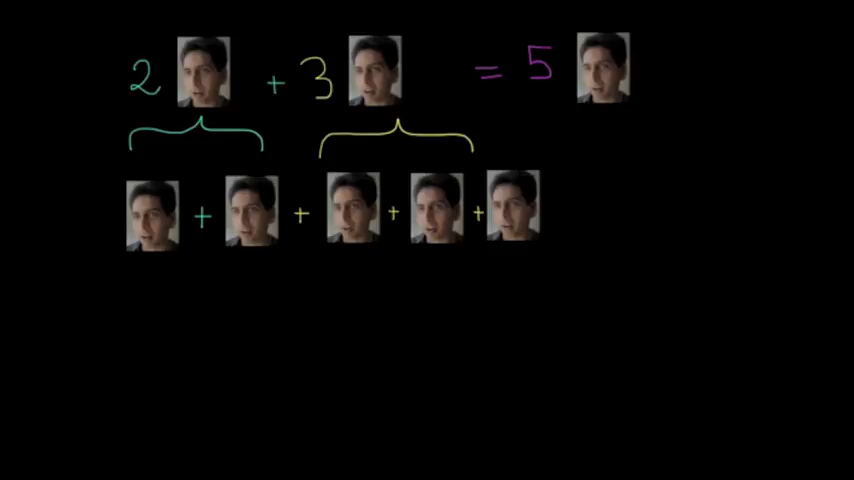 2 + 3 = 5
+ + + +